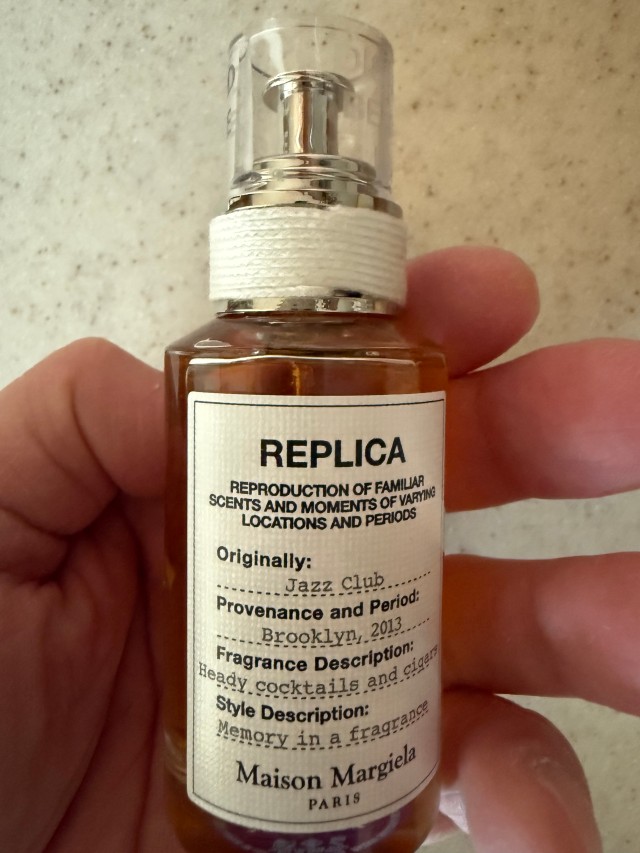 REPLICA
REPRODUCTION OF FAMILIAR
SCENTS AND MOMENTS OF VARYING
LOCATIONS AND PERIODS
Originally:
Jazz Club
Provenance and Period:
Brooklyn, 2013
Fragrance Description:
Heady cocktails and cigars
Style Description:
Memory in a fragrance
Maison Margiela
PARIS